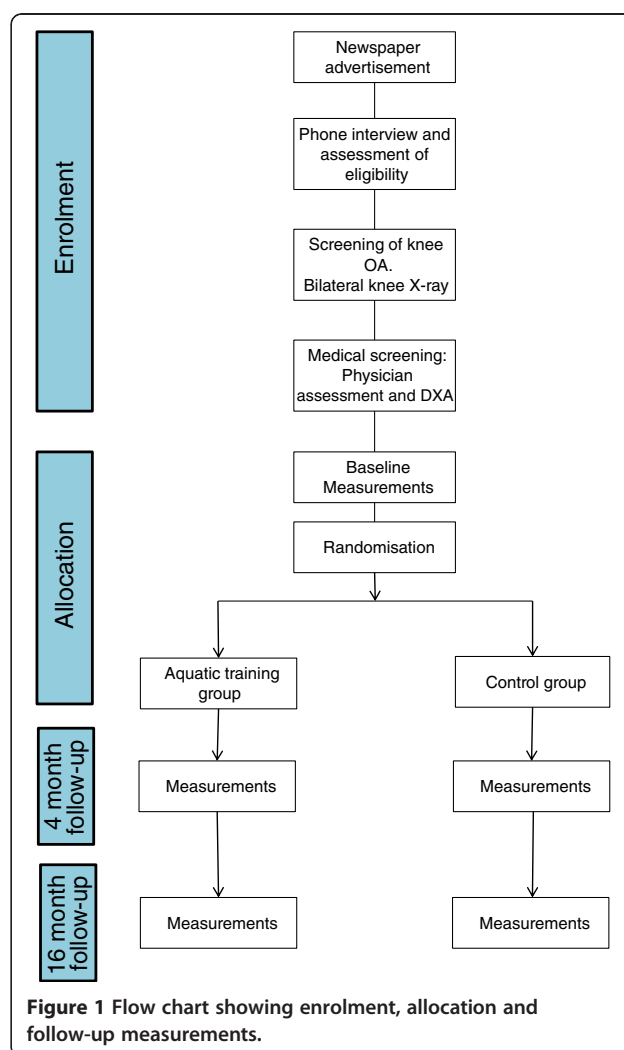 Enrolment
Newspaper
advertisement
Phone interview and
assessment of
eligibility
Screening of knee
OA.
Bilateral knee X-ray
Medical screening:
Physician
assessment and DXA
Allocation
Baseline
Measurements
Randomisation
Aquatic training
group
Control group
4 month
follow-up
Measurements
Measurements
16 month
follow-up
Measurements
Measurements
Figure 1 Flow chart showing enrolment, allocation and
follow-up measurements.